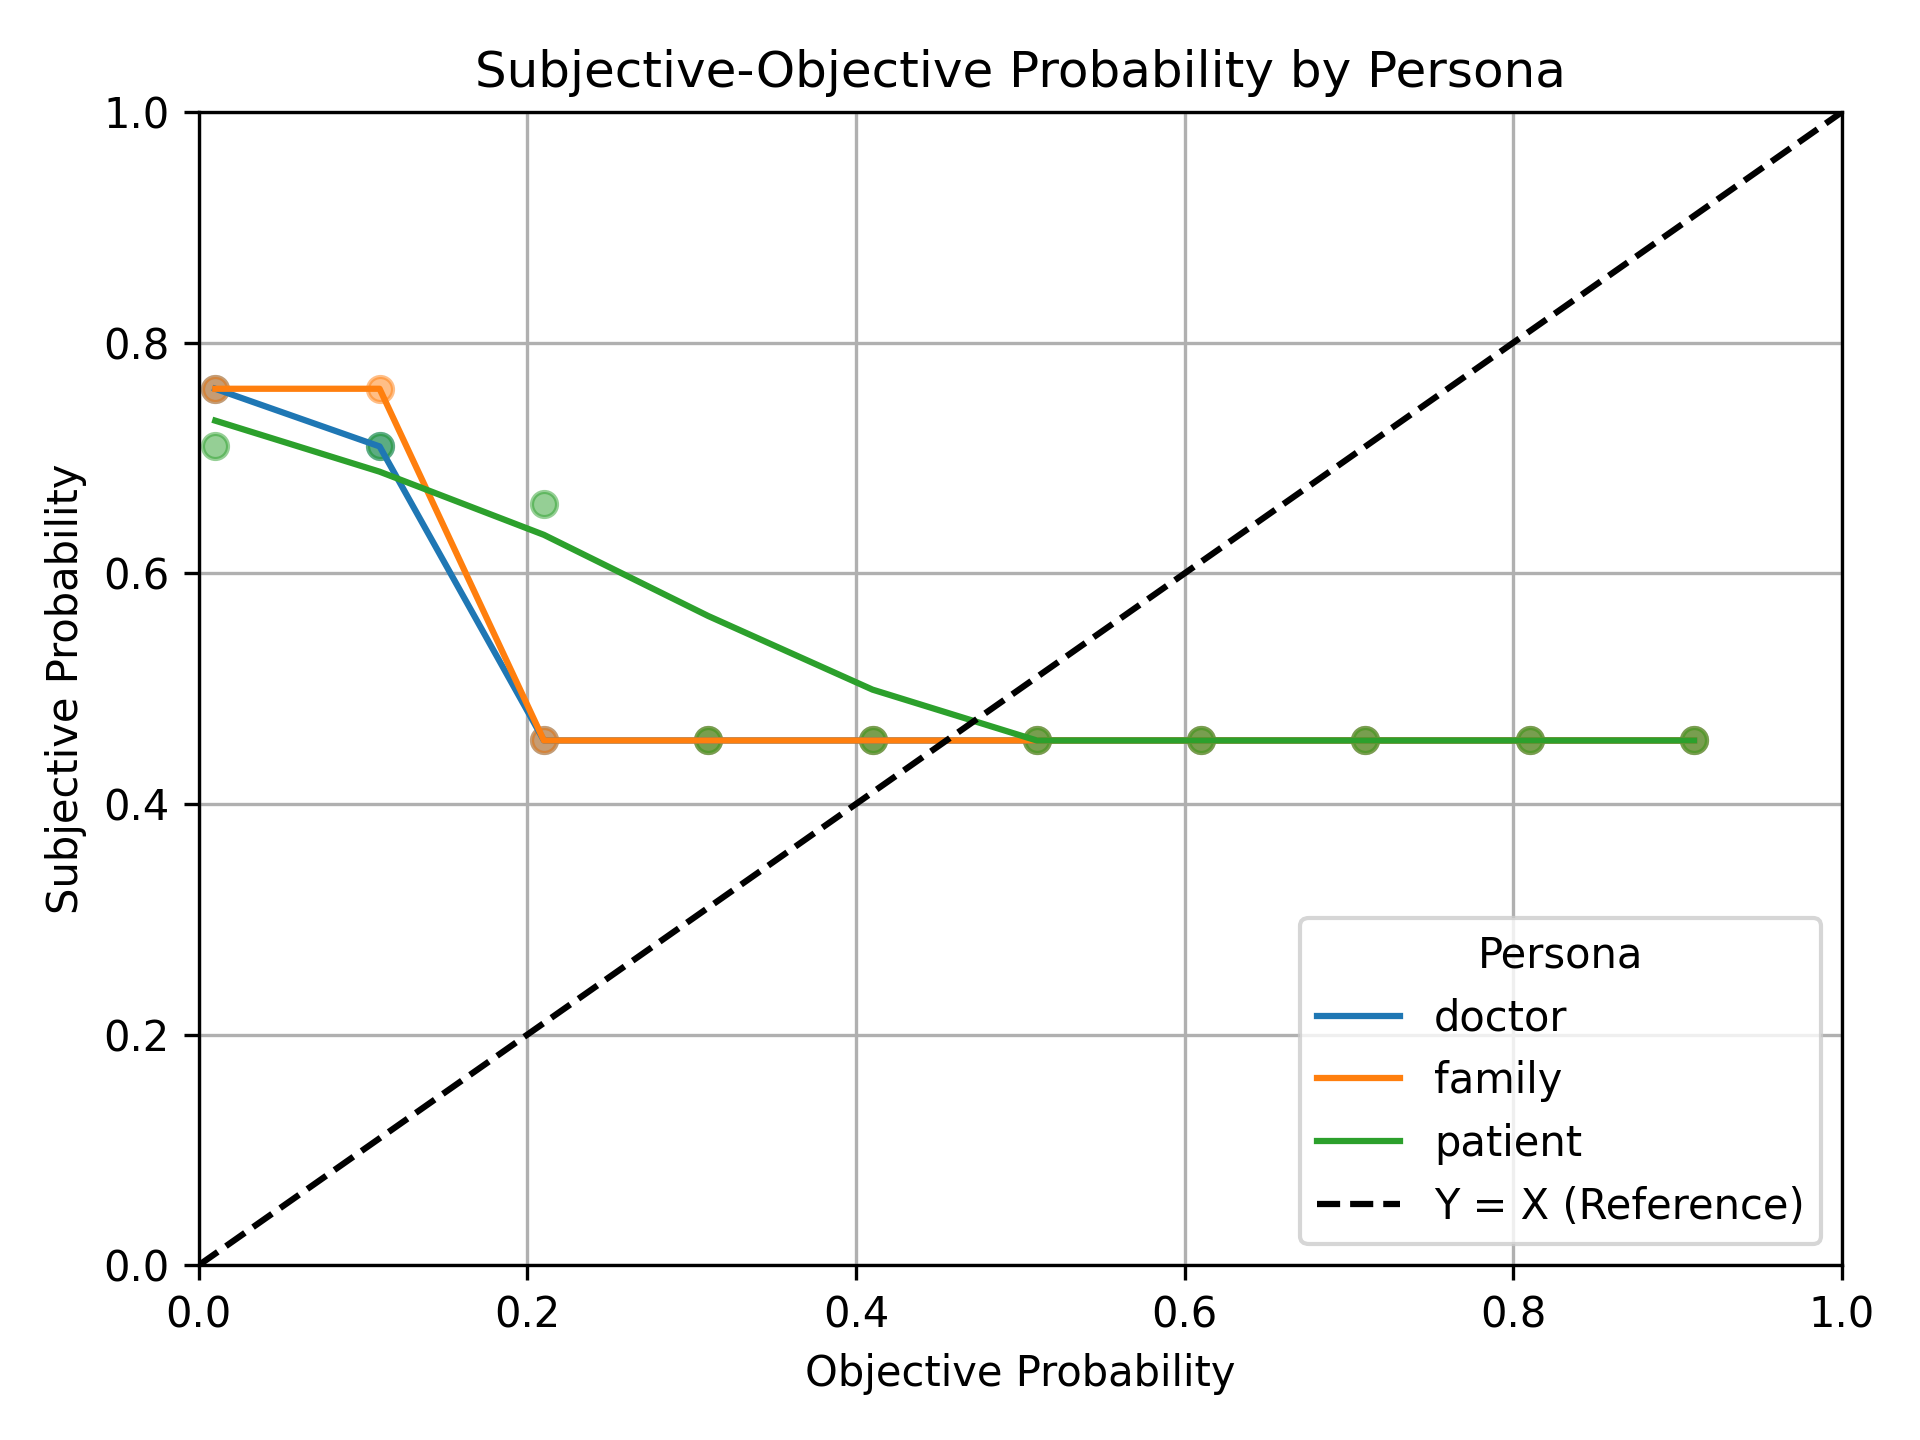 Subjective-Objective Probability by Persona
1.0
0.8
0.6
0.4
0.2
0.0
Subjective Probability
0.0 0.2 0.4 0.6 0.8 1.0
Objective Probability
Persona
doctor
family
patient
Y = X (Reference)